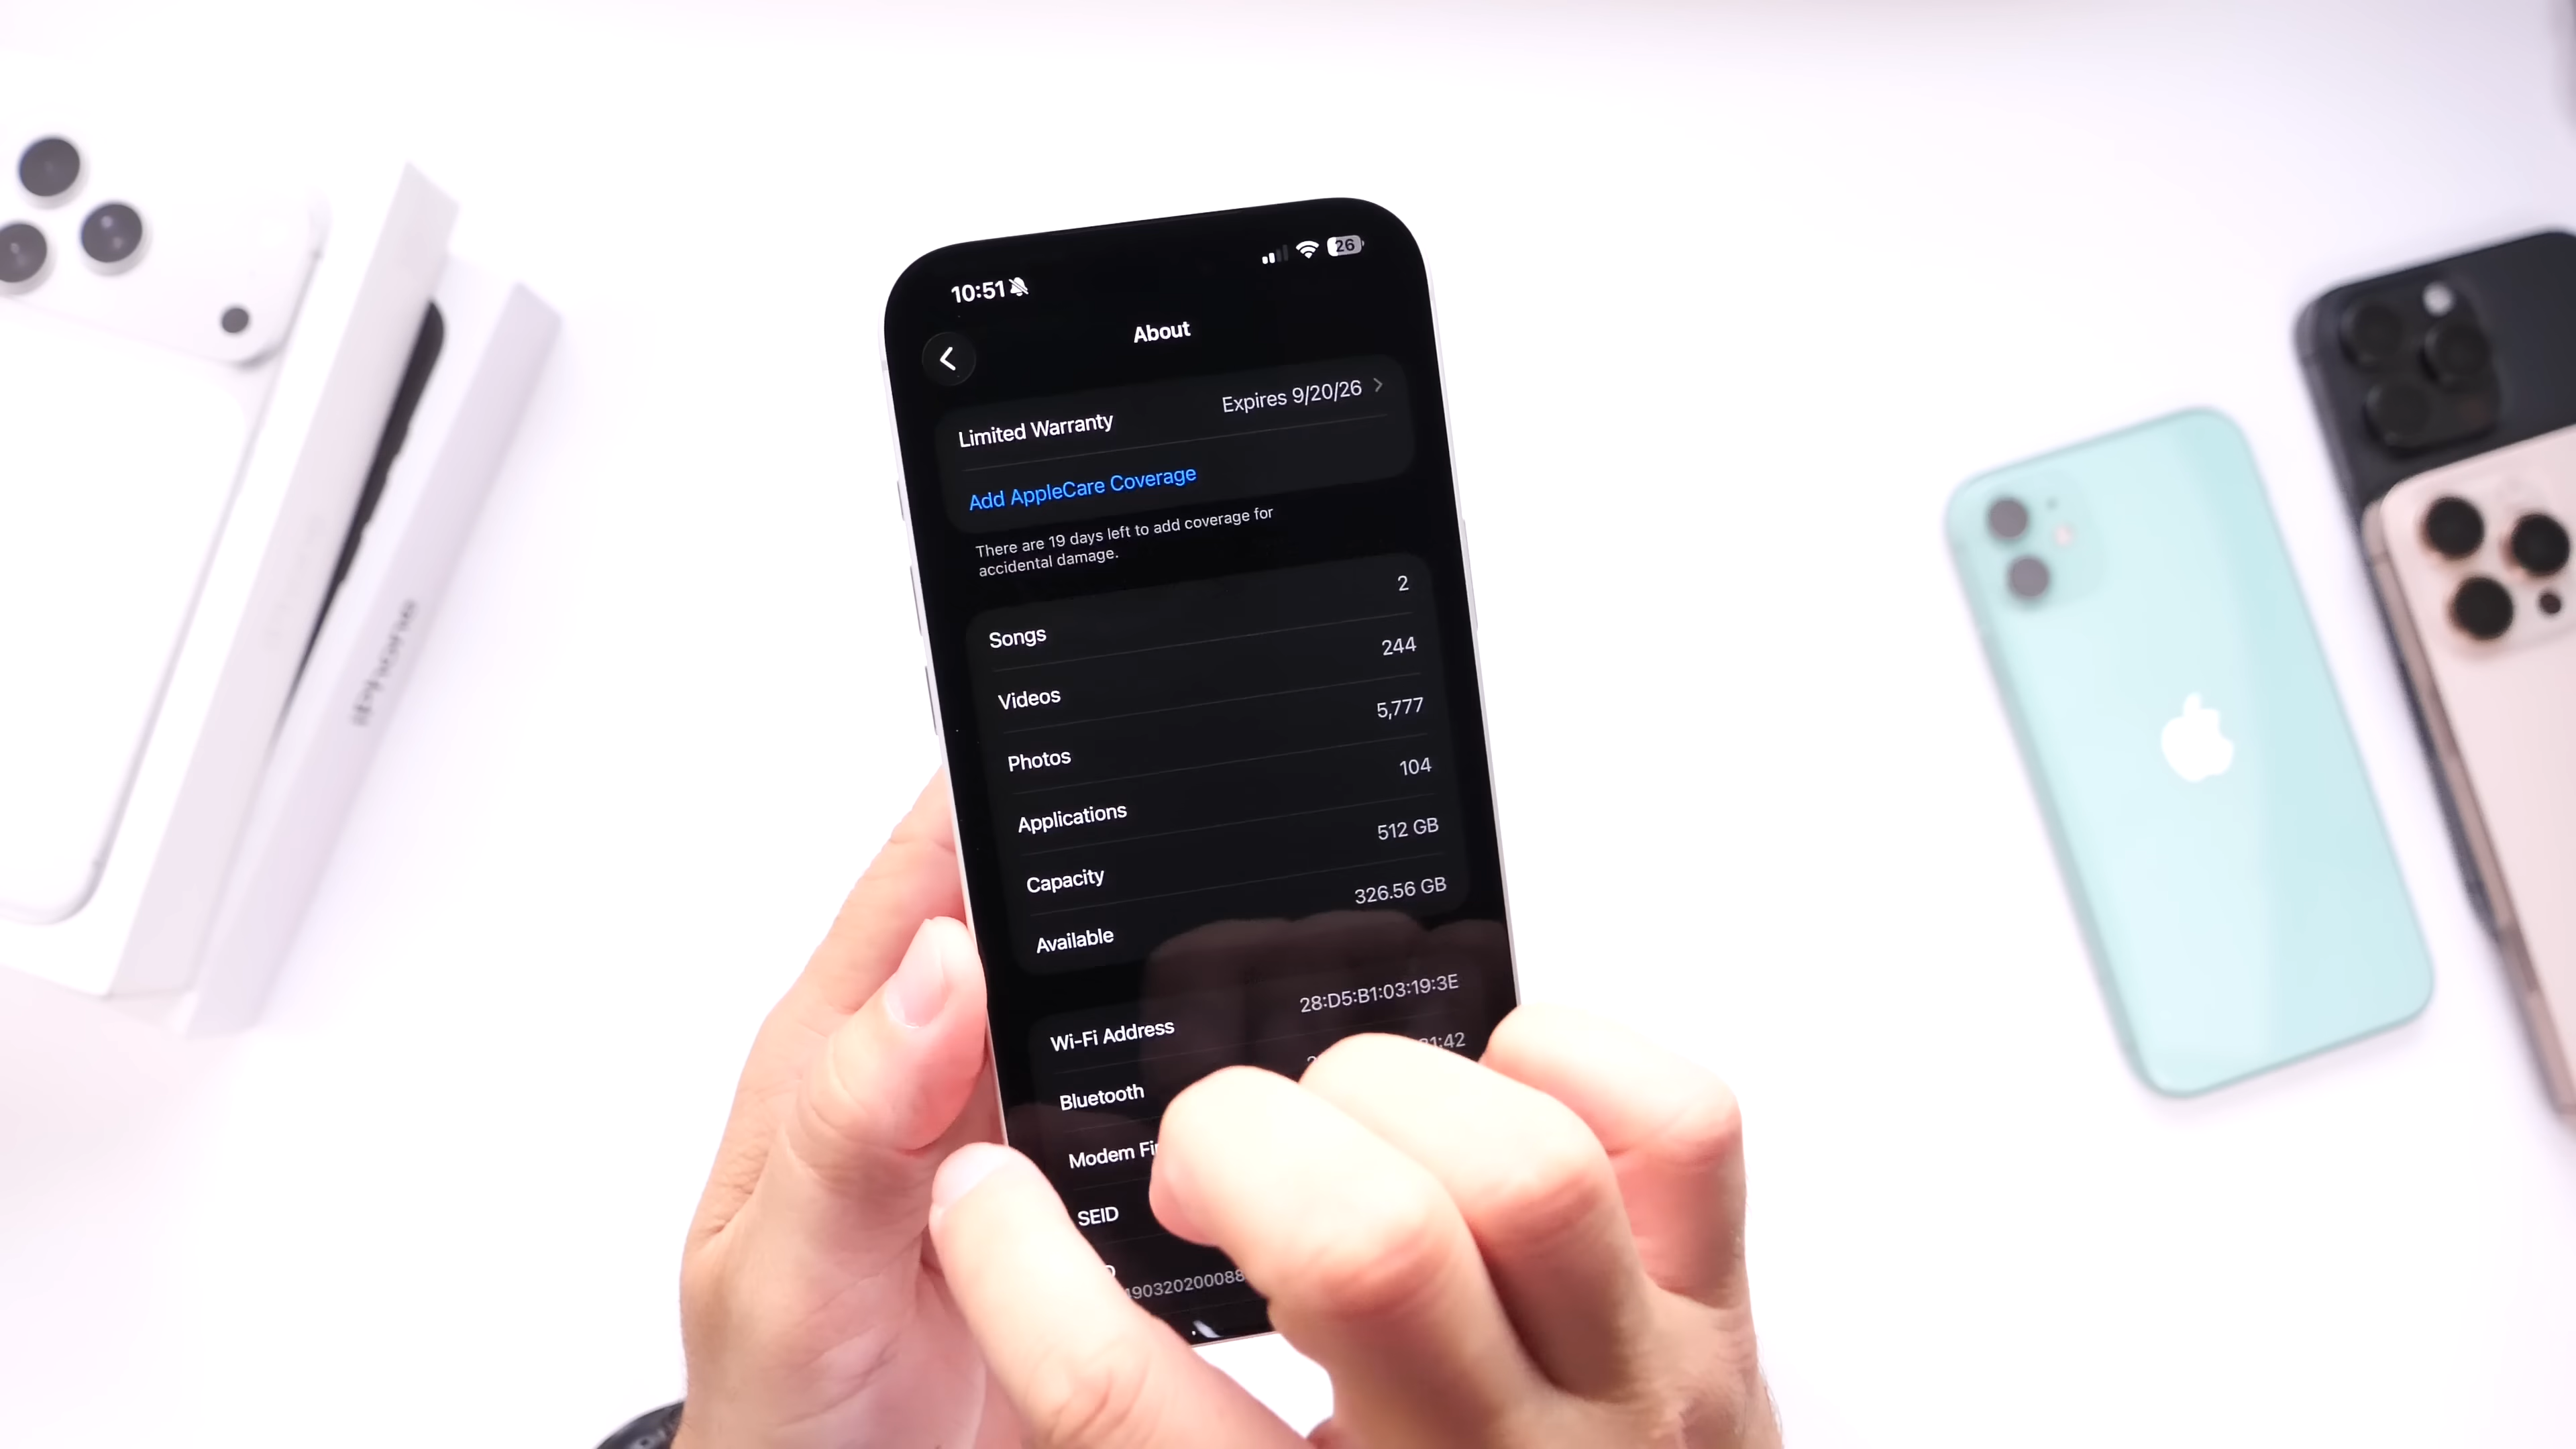 10:51
26
About
Limited Warranty Expires 9/20/26
Add AppleCare Coverage
There are 19 days left to add coverage for
accidental damage.
Songs 2
Videos 244
Photos 5,777
Applications 104
Capacity 512 GB
Available 326.56 GB
Wi-Fi Address 28:D5:B1:03:19:3E
Bluetooth
Modem
SEID